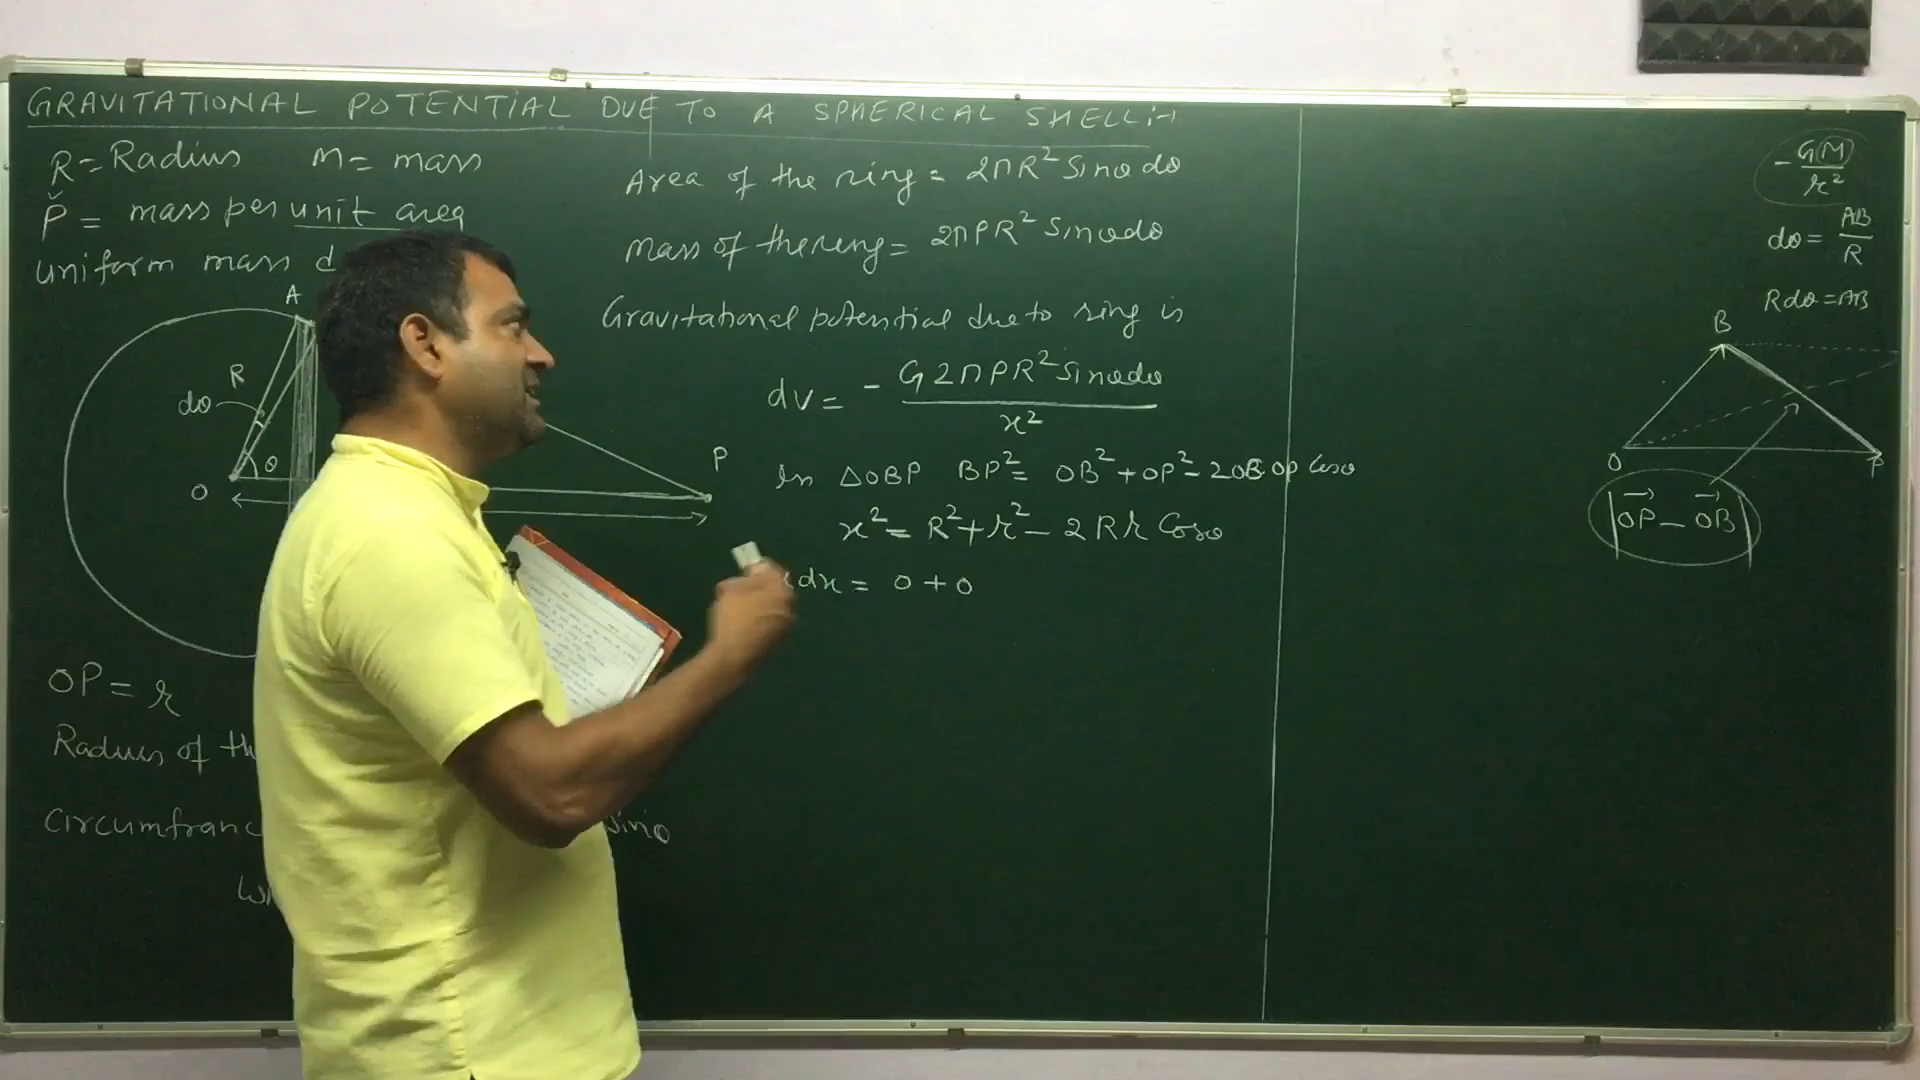 GRAVITATIONAL POTENTIAL DUE TO A SPHERICAL SHELL:-
R = Radius M = mass
ρ = mass per unit area
uniform mass
A
R
dθ
θ
O
P
OP = r
Radius of
Circumfranc sinθ
Area of the ring = 2πR² Sinθ dθ
Mass of the ring = 2πρR² Sinθdθ
Gravitational potential due to ring is
dv = - G2πρR² Sinθdθ / x²
In △OBP BP² = OB² + OP² - 2OB OP Cosθ
x² = R² + r² - 2Rr Cosθ
xdx = 0 + 0
- GM / r²
dθ = AB / R
Rdθ = AB
B
O
P
|OP⃗ - OB⃗|